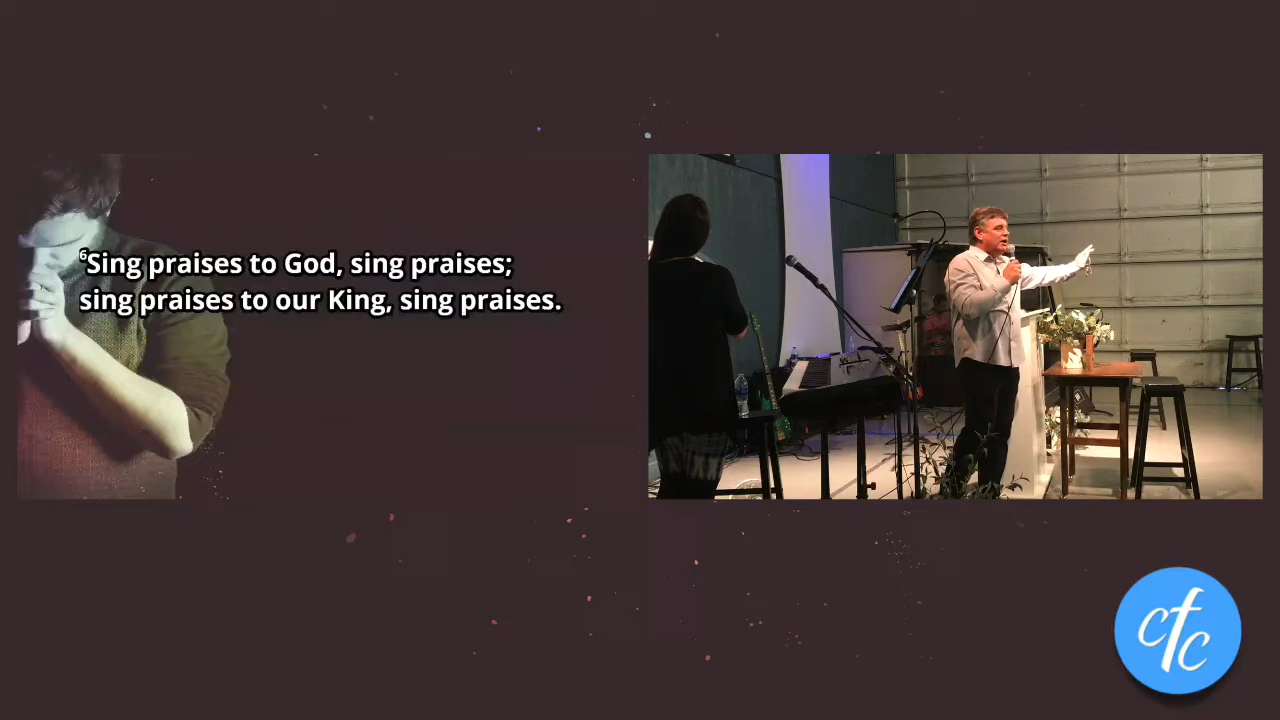 ⁶Sing praises to God, sing praises;
sing praises to our King, sing praises.
cfc